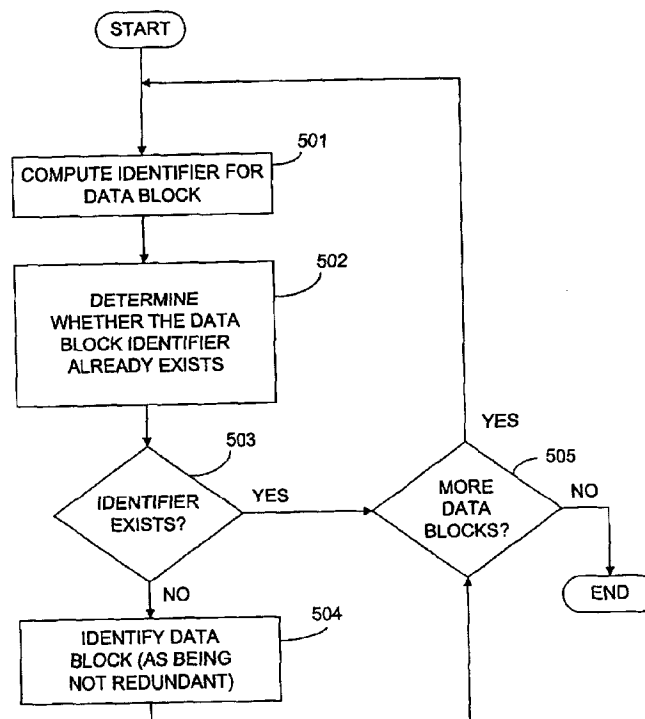 START
501
COMPUTE IDENTIFIER FOR
DATA BLOCK
502
DETERMINE
WHETHER THE DATA
BLOCK IDENTIFIER
ALREADY EXISTS
503
IDENTIFIER
EXISTS?
YES
NO
504
IDENTIFY DATA
BLOCK (AS BEING
NOT REDUNDANT)
YES
505
MORE
DATA
BLOCKS?
NO
END